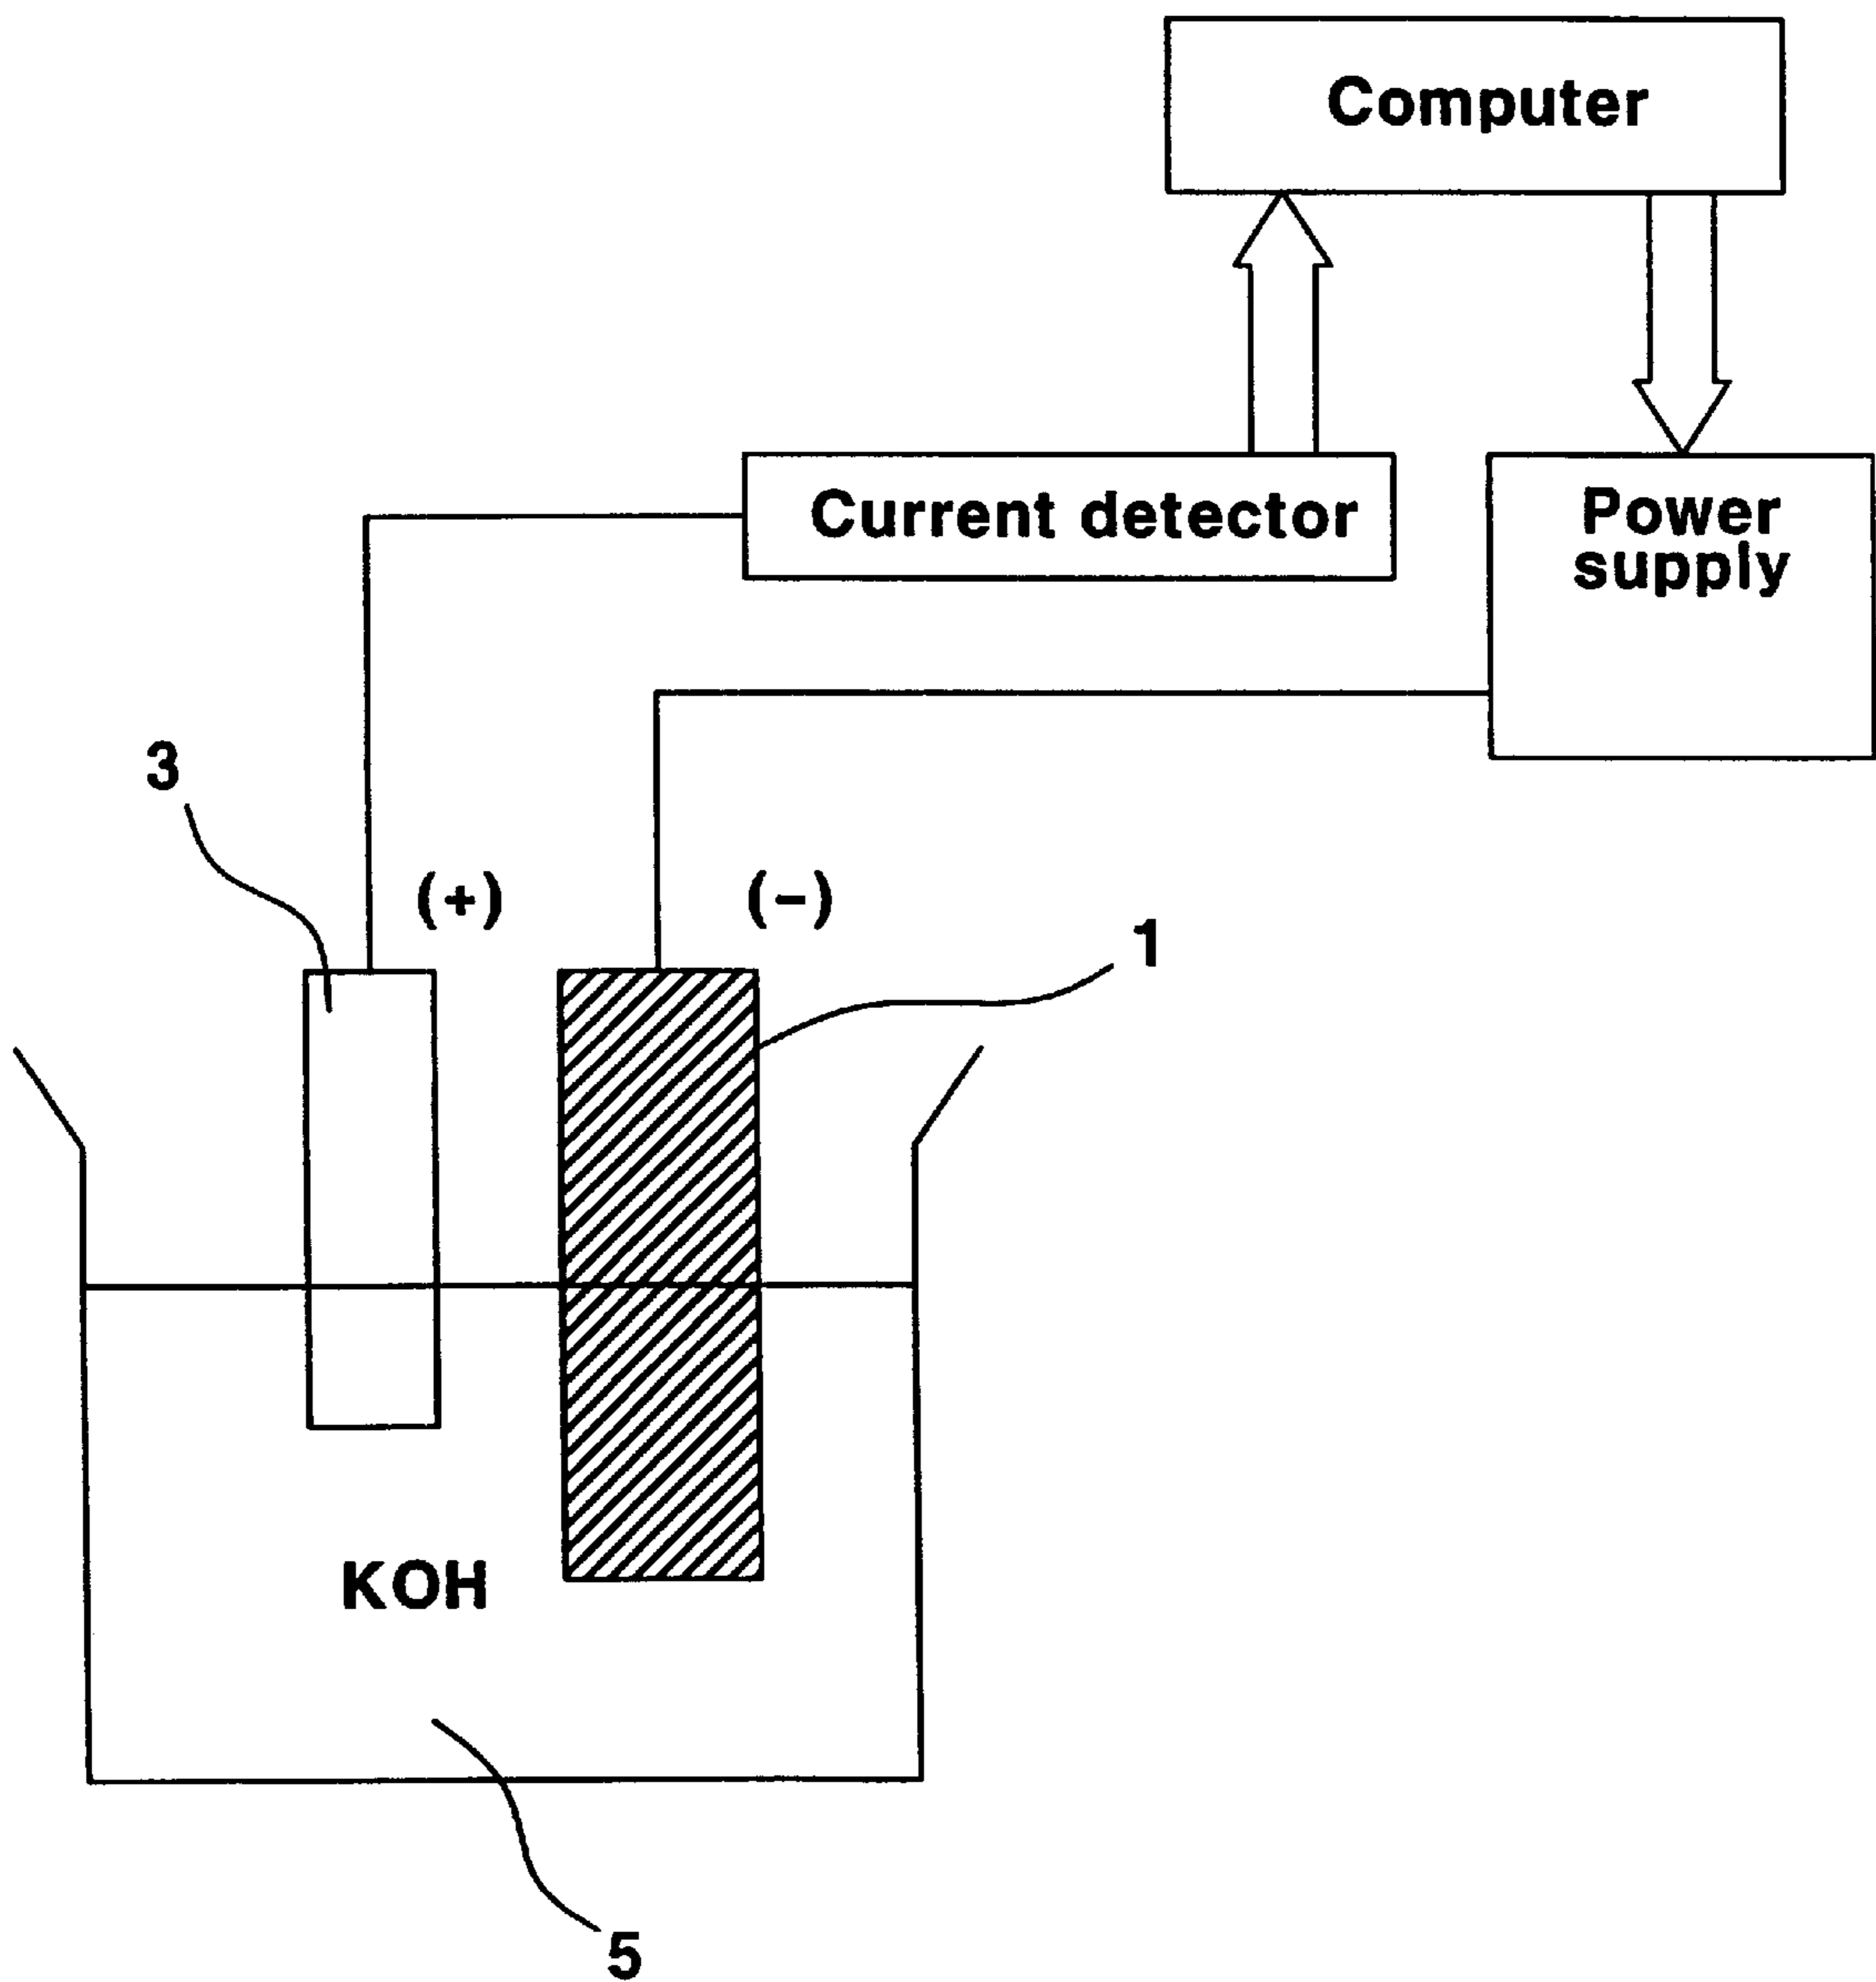 Computer
Current detector
Power
supply
3
(+)
(-)
1
KOH
5